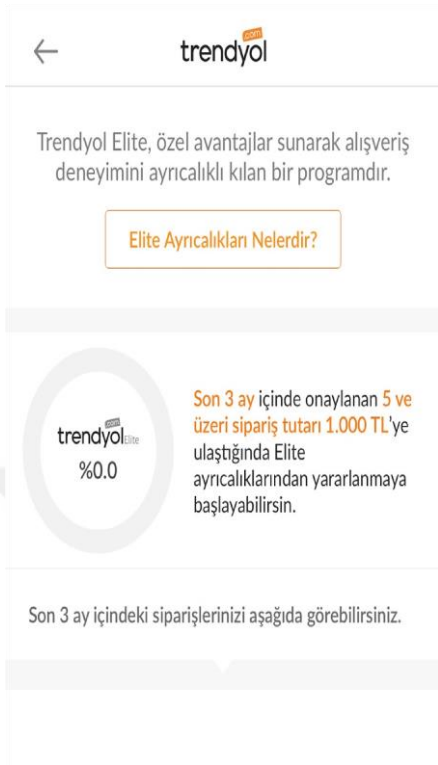 trendyol
.com
Trendyol Elite, özel avantajlar sunarak alışveriş
deneyimini ayrıcalıklı kılan bir programdır.
Elite Ayrıcalıkları Nelerdir?
Son 3 ay içinde onaylanan 5 ve
üzeri sipariş tutarı 1.000 TL'ye
ulaştığında Elite
ayrıcalıklarından yararlanmaya
başlayabilirsin.
trendyol.com Elite
%0.0
Son 3 ay içindeki siparişlerinizi aşağıda görebilirsiniz.